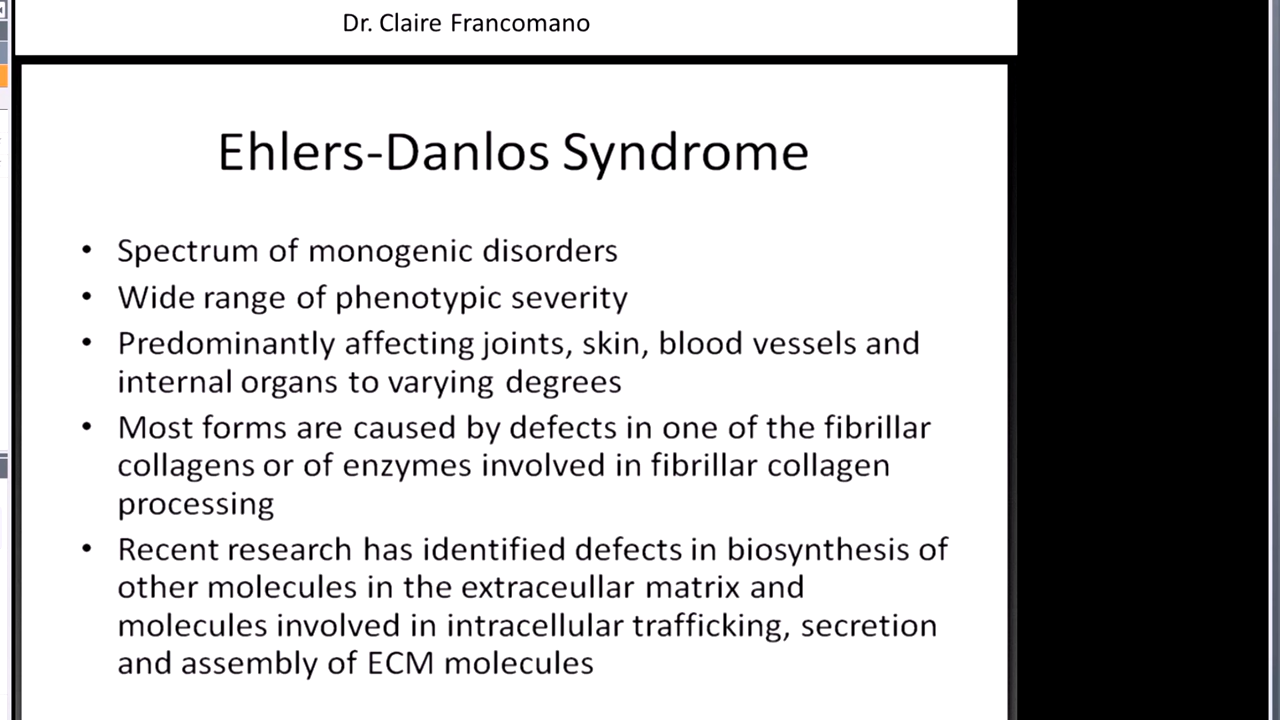 Dr. Claire Francomano
Ehlers-Danlos Syndrome
• Spectrum of monogenic disorders
• Wide range of phenotypic severity
• Predominantly affecting joints, skin, blood vessels and
internal organs to varying degrees
• Most forms are caused by defects in one of the fibrillar
collagens or of enzymes involved in fibrillar collagen
processing
• Recent research has identified defects in biosynthesis of
other molecules in the extraceullar matrix and
molecules involved in intracellular trafficking, secretion
and assembly of ECM molecules